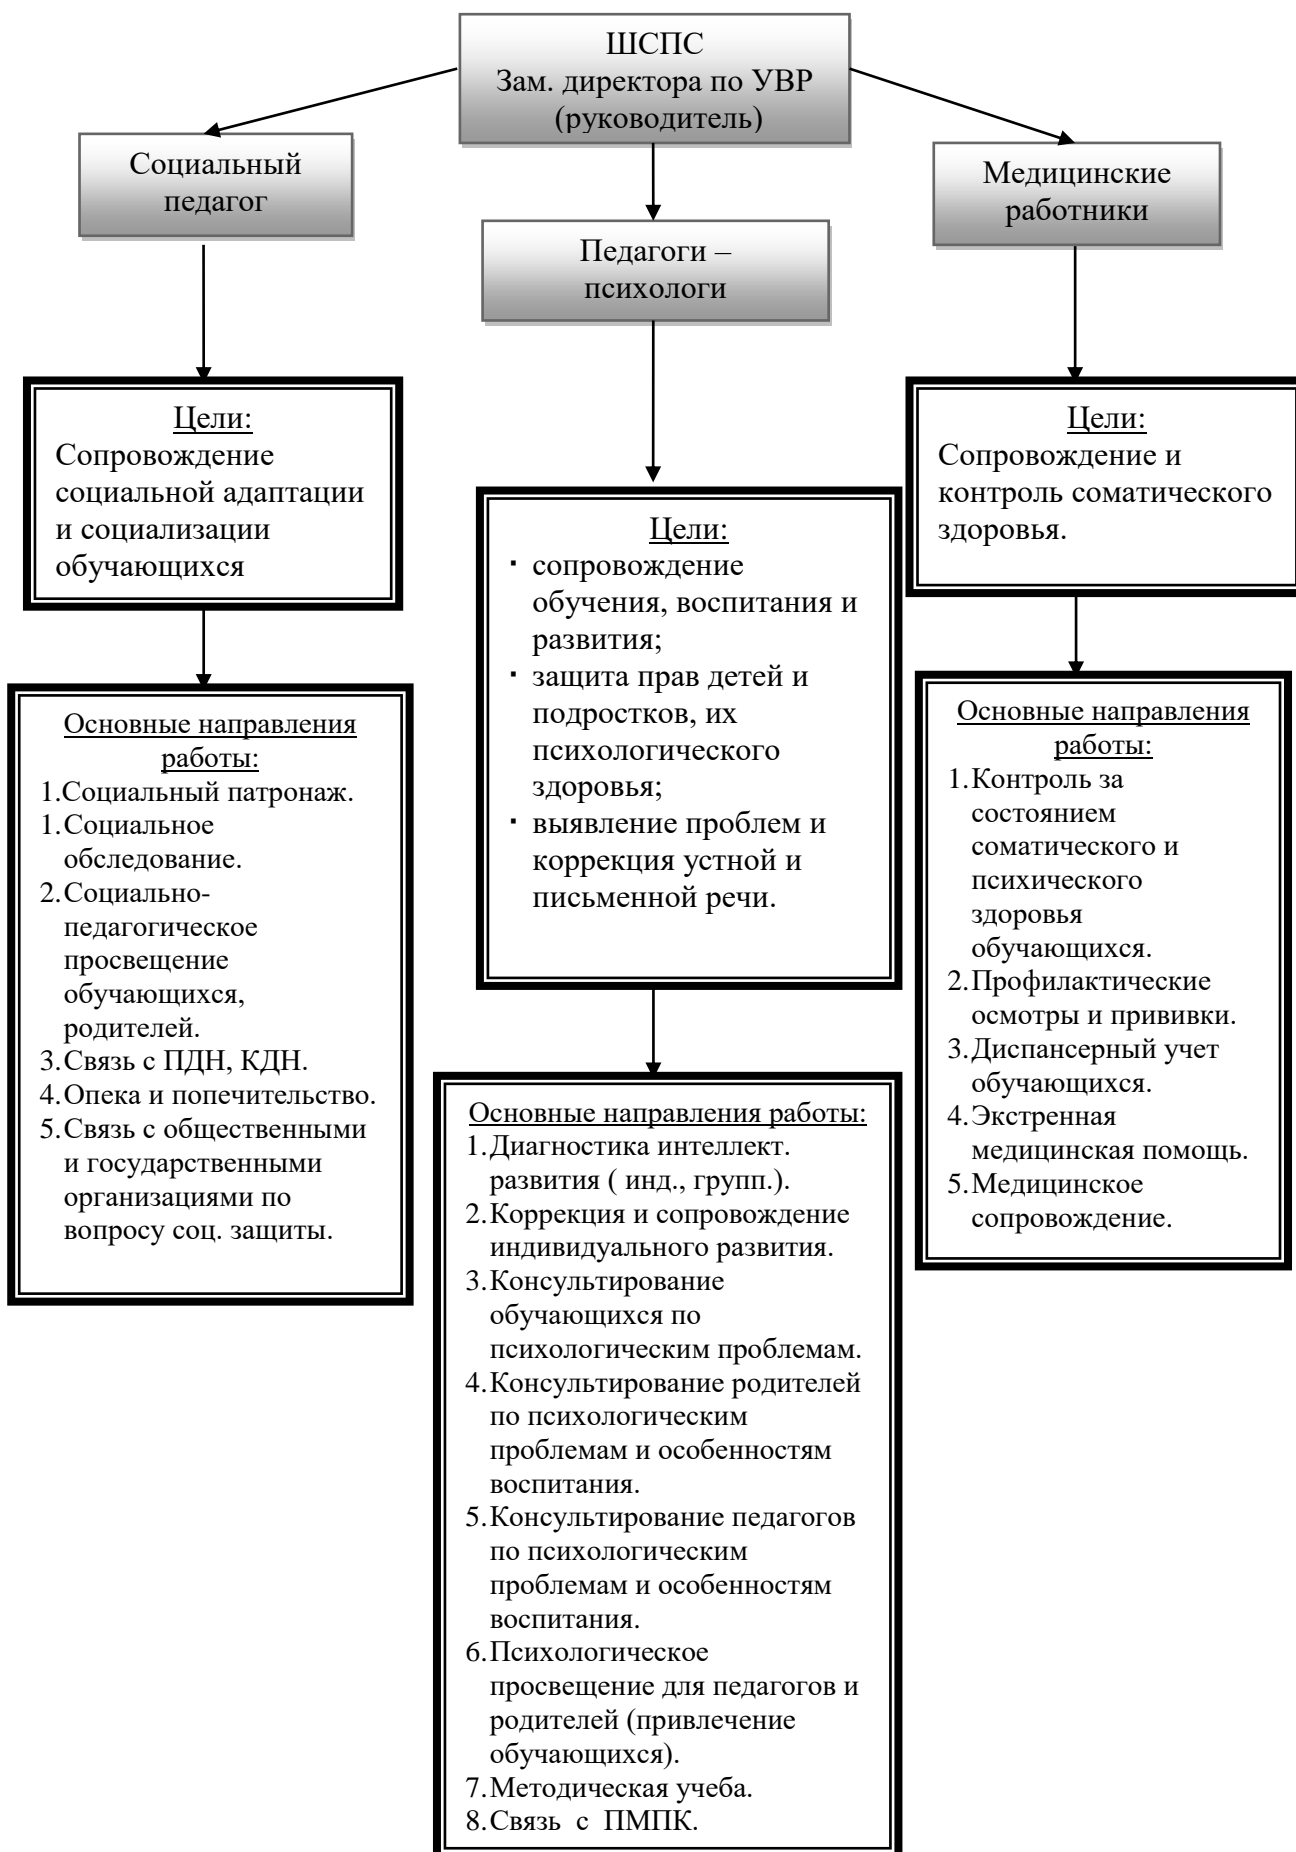 ШСПС
Зам. директора по УВР
(руководитель)
Социальный
педагог
Педагоги –
психологи
Медицинские
работники
Цели:
Сопровождение
социальной адаптации
и социализации
обучающихся
Цели:
· сопровождение
обучения, воспитания и
развития;
· защита прав детей и
подростков, их
психологического
здоровья;
· выявление проблем и
коррекция устной и
письменной речи.
Цели:
Сопровождение и
контроль соматического
здоровья.
Основные направления
работы:
1.Социальный патронаж.
1.Социальное
обследование.
2.Социально-
педагогическое
просвещение
обучающихся,
родителей.
3.Связь с ПДН, КДН.
4.Опека и попечительство.
5.Связь с общественными
и государственными
организациями по
вопросу соц. защиты.
Основные направления работы:
1.Диагностика интеллект.
развития ( инд., групп.).
2.Коррекция и сопровождение
индивидуального развития.
3.Консультирование
обучающихся по
психологическим проблемам.
4.Консультирование родителей
по психологическим
проблемам и особенностям
воспитания.
5.Консультирование педагогов
по психологическим
проблемам и особенностям
воспитания.
6.Психологическое
просвещение для педагогов и
родителей (привлечение
обучающихся).
7.Методическая учеба.
8.Связь с ПМПК.
Основные направления
работы:
1.Контроль за
состоянием
соматического и
психического
здоровья
обучающихся.
2.Профилактические
осмотры и прививки.
3.Диспансерный учет
обучающихся.
4.Экстренная
медицинская помощь.
5.Медицинское
сопровождение.